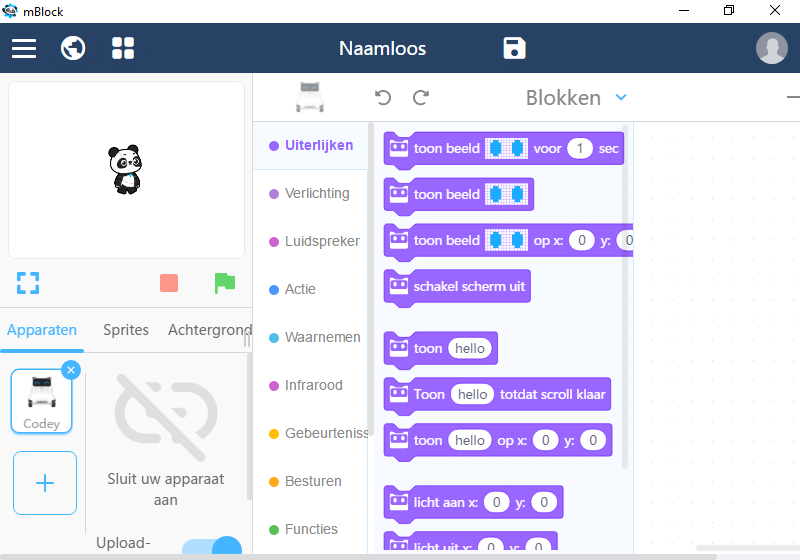 mBlock
Naamloos
Blokken
Uiterlijken
Verlichting
Luidspreker
Actie
Waarnemen
Infrarood
Gebeurteniss
Besturen
Functies
toon beeld voor 1 sec
toon beeld
toon beeld op x: 0 y: 0
schakel scherm uit
toon hello
Toon hello totdat scroll klaar
toon hello op x: 0 y: 0
licht aan x: 0 y: 0
licht uit x: 0 y: 0
Apparaten Sprites Achtergrond
Codey
Sluit uw apparaat
aan
Upload-